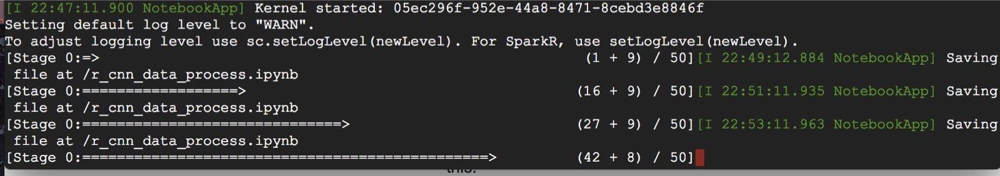 [I 22:47:11.900 NotebookApp] Kernel started: 05ec296f-952e-44a8-8471-8cebd3e8846f
Setting default log level to "WARN".
To adjust logging level use sc.setLogLevel(newLevel). For SparkR, use setLogLevel(newLevel).
[Stage 0:=> (1 + 9) / 50][I 22:49:12.884 NotebookApp] Saving
file at /r_cnn_data_process.ipynb
[Stage 0:==================> (16 + 9) / 50][I 22:51:11.935 NotebookApp] Saving
file at /r_cnn_data_process.ipynb
[Stage 0:==============================> (27 + 9) / 50][I 22:53:11.963 NotebookApp] Saving
file at /r_cnn_data_process.ipynb
[Stage 0:===============================================> (42 + 8) / 50]